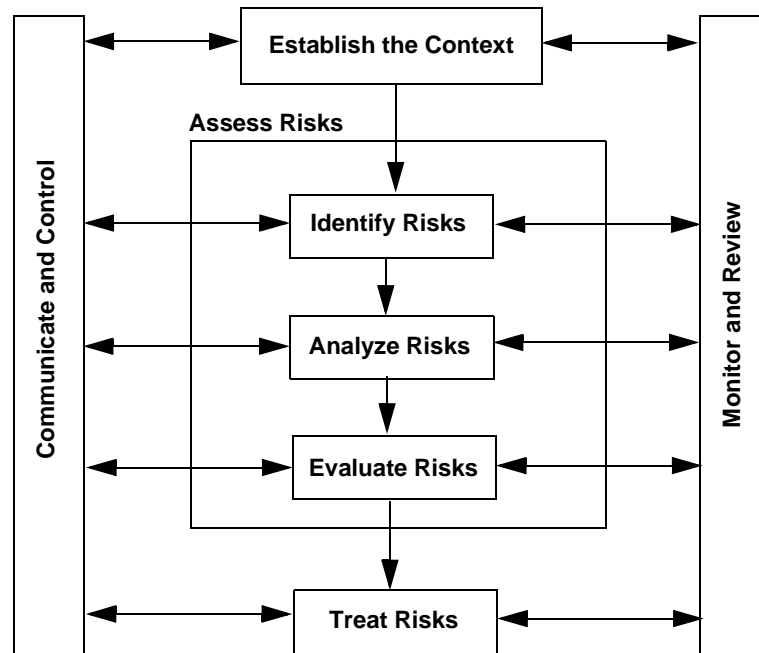 Establish the Context
Assess Risks
Identify Risks
Analyze Risks
Evaluate Risks
Treat Risks
Communicate and Control
Monitor and Review